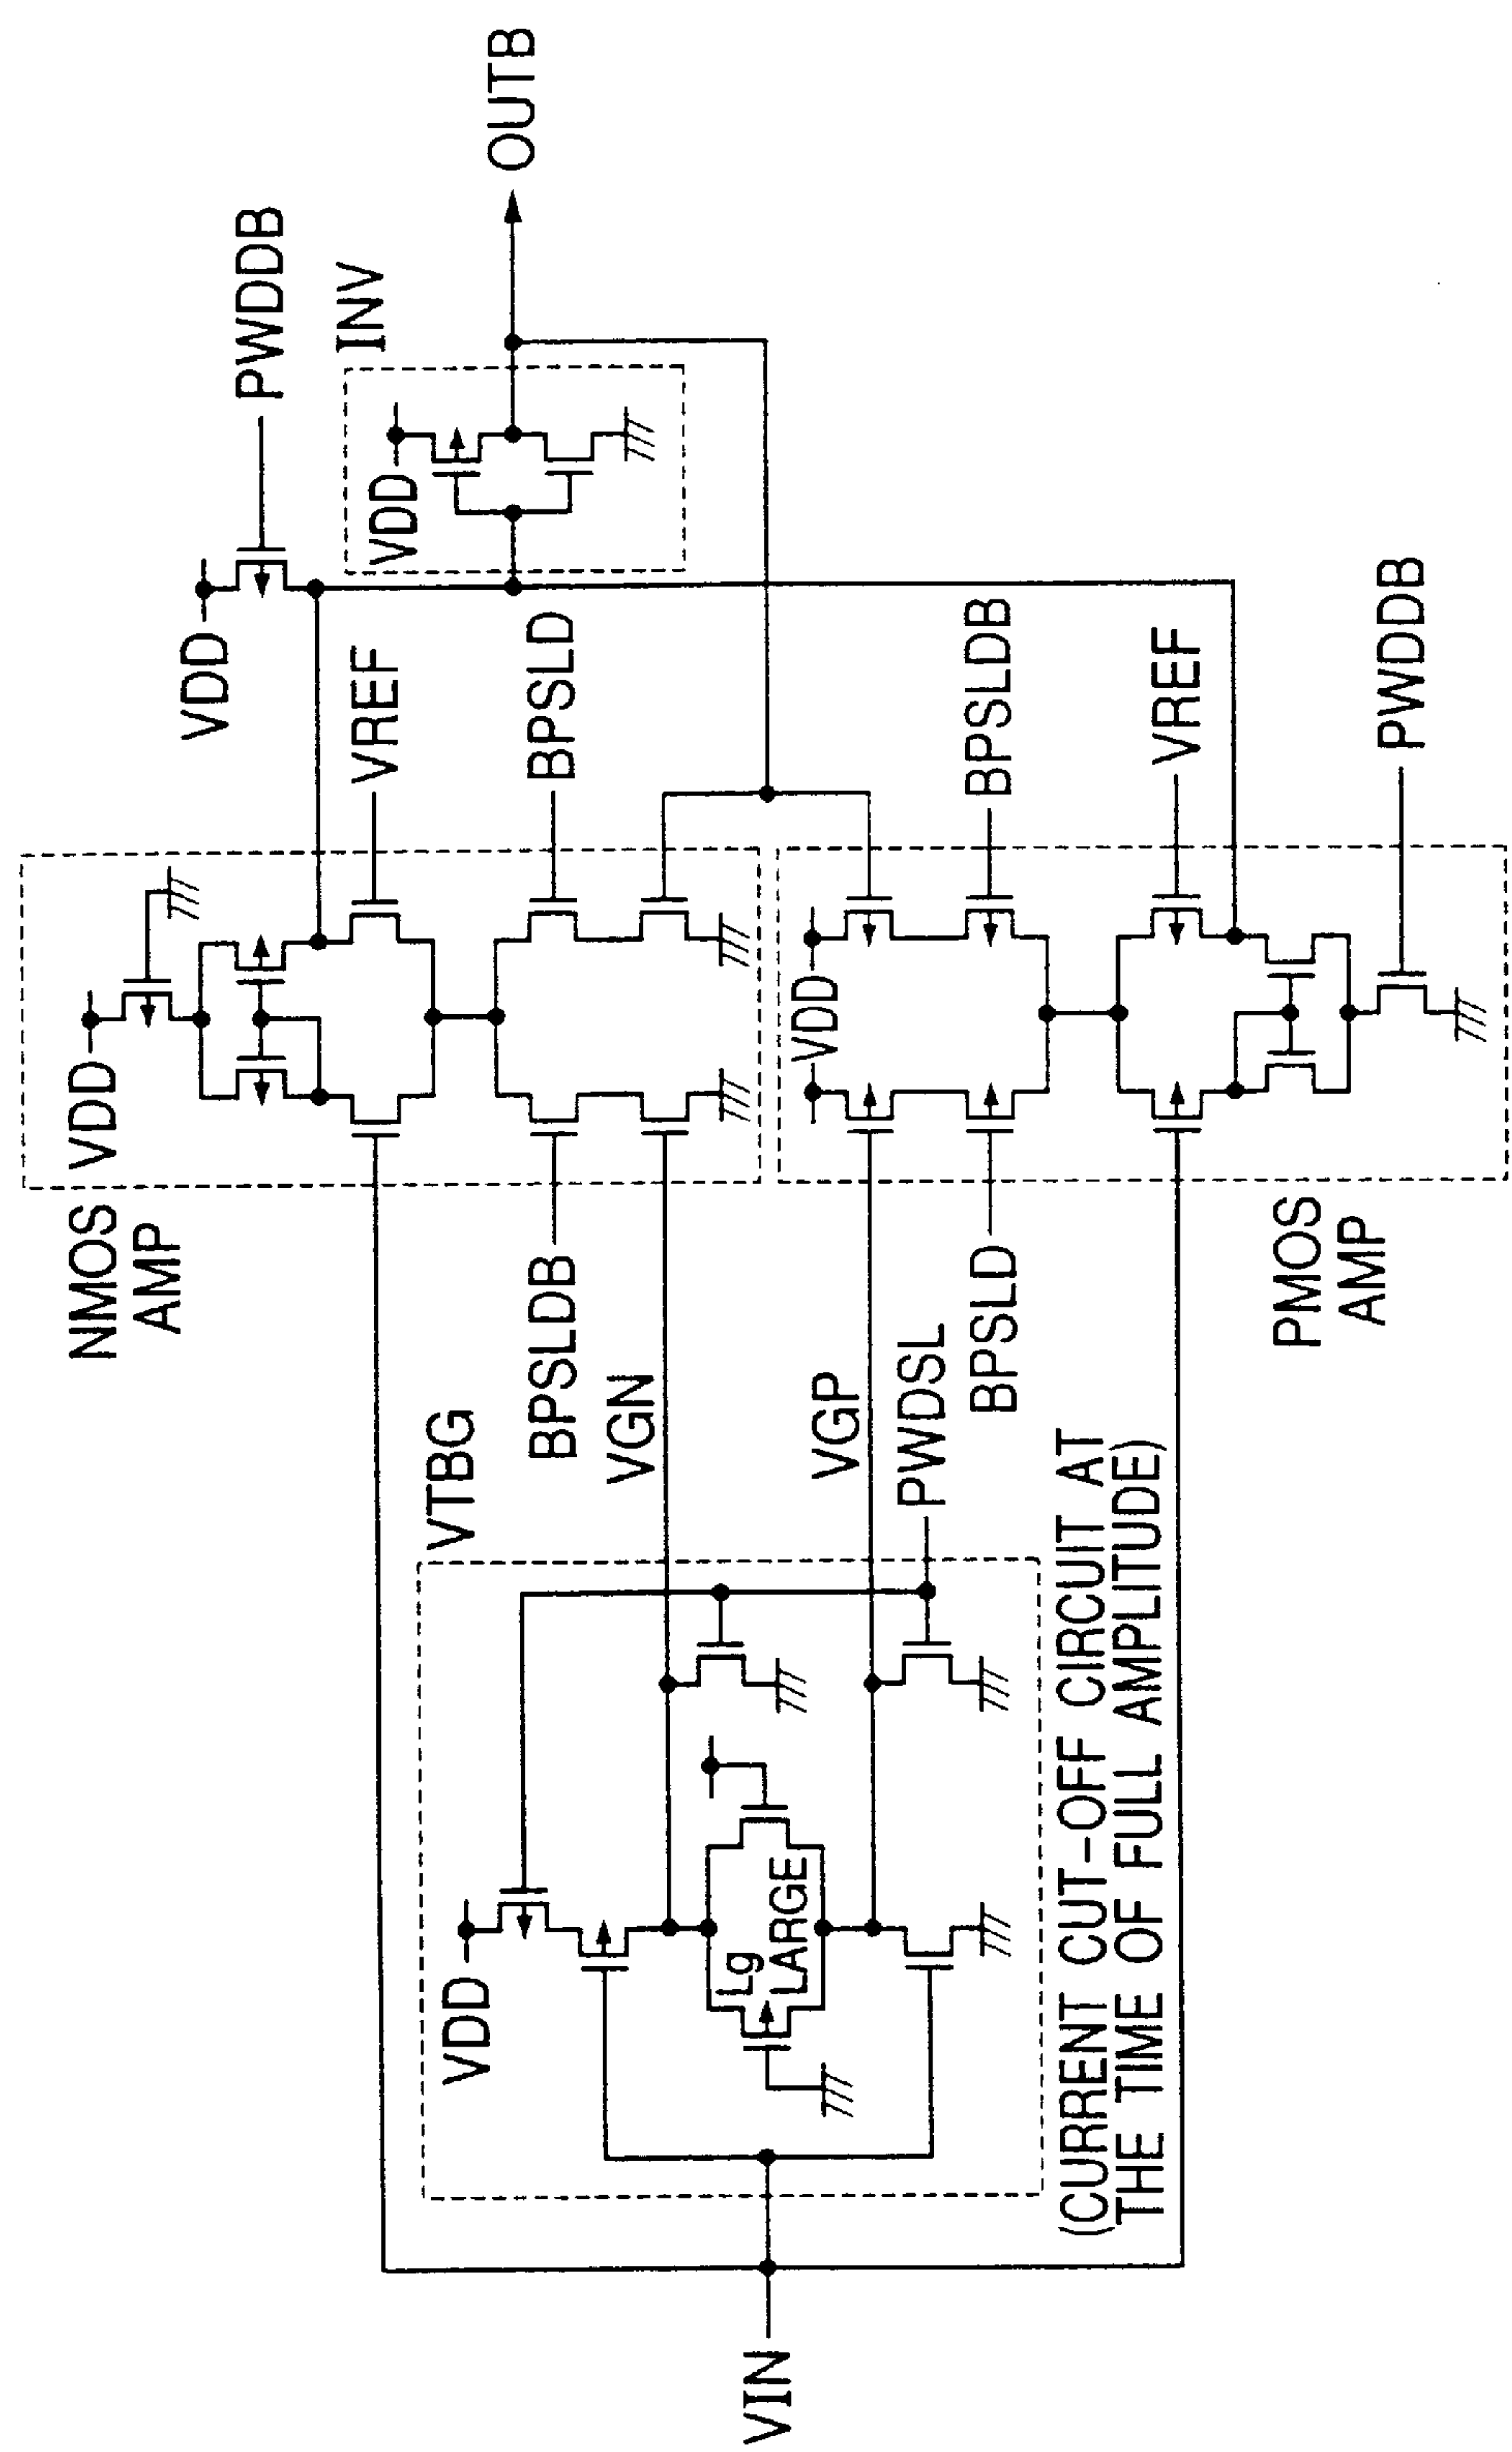 NMOS
AMP
VDD
VDD
PWDDB
VREF
INV
VDD
OUTB
BPSLDB
BPSLD
VTBG
VGN
VDD
Lg
LARGE
VIN
VGP
VDD
PWDSL
BPSLD
BPSLDB
(CURRENT CUT-OFF CIRCUIT AT
THE TIME OF FULL AMPLITUDE)
VREF
PMOS
AMP
PWDDB